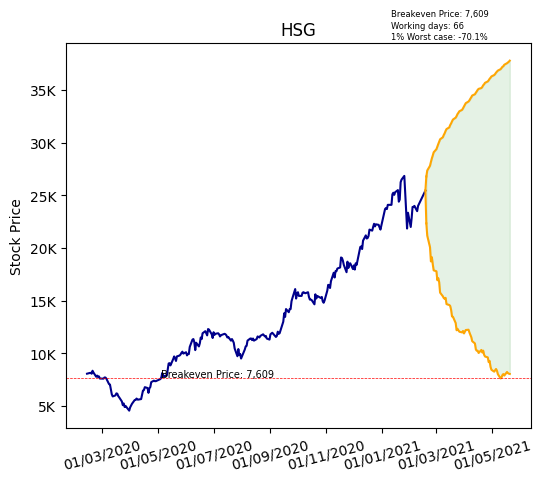 Breakeven Price: 7,609
Working days: 66
1% Worst case: -70.1%
HSG
Stock Price
35K
30K
25K
20K
15K
10K
5K
Breakeven Price: 7,609
01/03/2020
01/05/2020
01/07/2020
01/09/2020
01/11/2020
01/01/2021
01/03/2021
01/05/2021